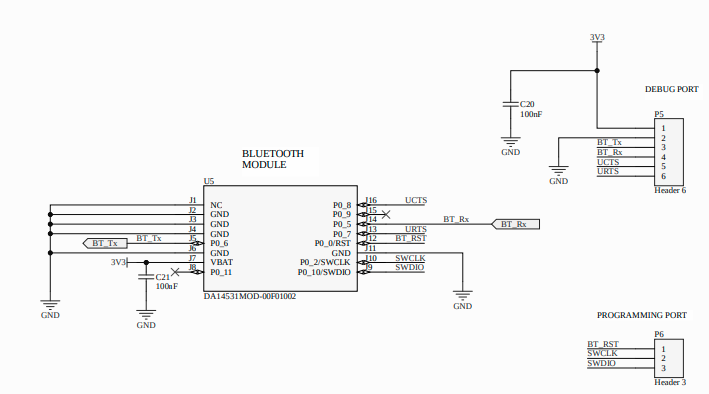 3V3
DEBUG PORT
C20
100nF
P5
1
2
BT_Tx 3
BT_Rx 4
UCTS 5
URTS 6
GND
GND
Header 6
BLUETOOTH
MODULE
U5
J1 NC P0_8 J16 UCTS
J2 GND P0_9 J15
J3 GND P0_5 J14 BT_Rx BT_Rx
J4 GND P0_7 J13 URTS
BT_Tx BT_Tx J5 P0_6 P0_0/RST J12 BT_RST
J6 GND GND J11
3V3 J7 VBAT P0_2/SWCLK J10 SWCLK
J8 P0_11 P0_10/SWDIO J9 SWDIO
C21
100nF
DA14531MOD-00F01002
GND
GND
GND
PROGRAMMING PORT
P6
BT_RST 1
SWCLK 2
SWDIO 3
Header 3